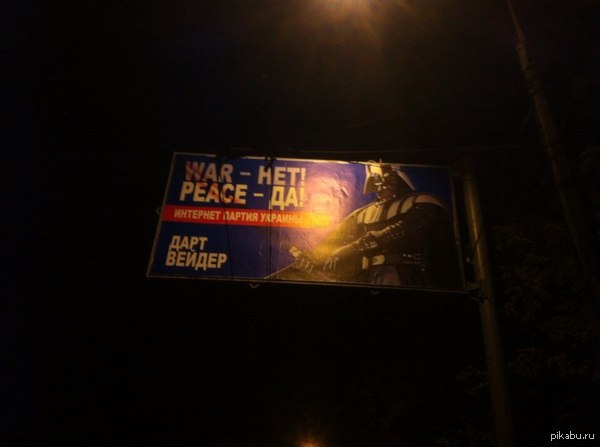 WAR – НЕТ!
PEACE – ДА!
ИНТЕРНЕТ ПАРТИЯ УКРАИНЫ
ДАРТ
ВЕЙДЕР
pikabu.ru